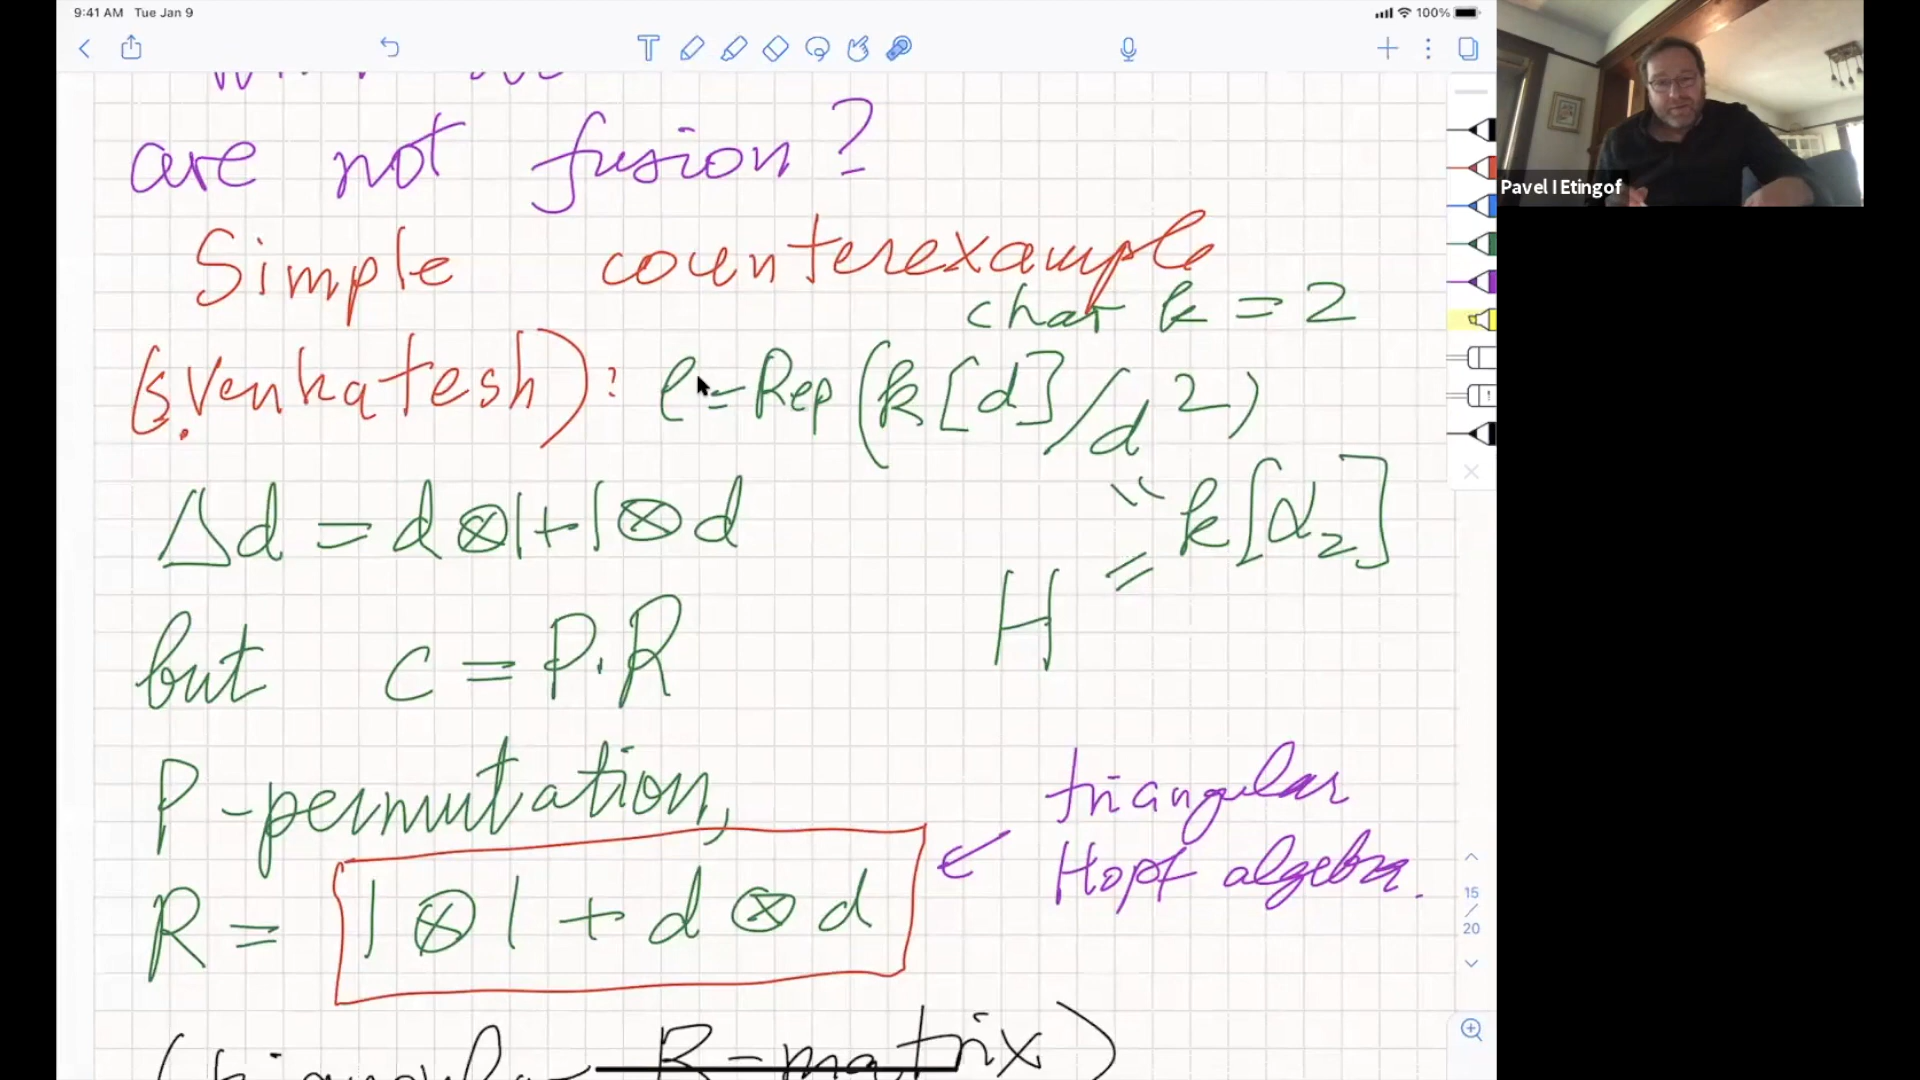 9:41 AM Tue Jan 9
100%
Pavel I Etingof
are not fusion?
Simple counterexample
char k = 2
(S. Venkatesh): C = Rep(k[d]/d²)
Δd = d⊗1+1⊗d
H = k[α₂]
but c = P·R
P - permutation,
triangular
Hopf algebra.
R = 1⊗1 + d⊗d
15
/
20
(triangular R-matrix)